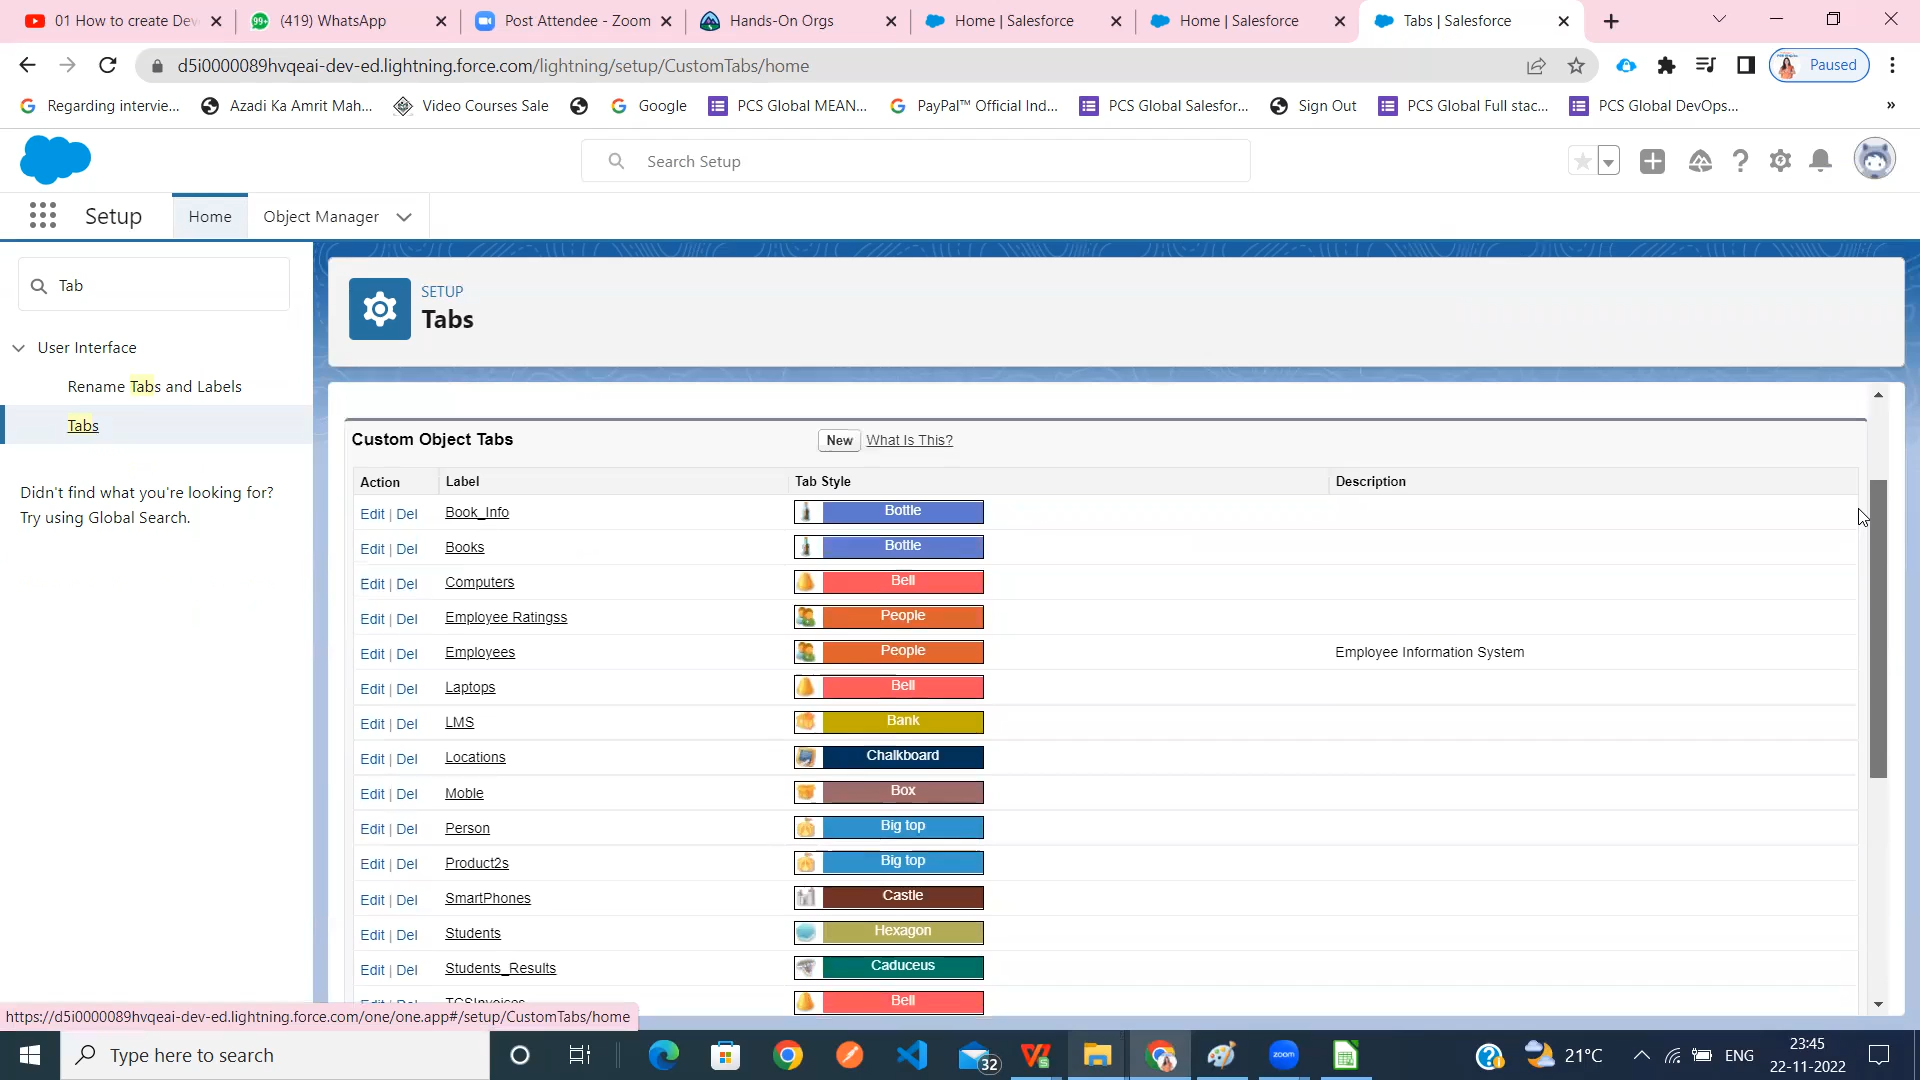 01 How to create Dev
(419) WhatsApp
Post Attendee - Zoom
Hands-On Orgs
Home | Salesforce
Home | Salesforce
Tabs | Salesforce
d5i0000089hvqeai-dev-ed.lightning.force.com/lightning/setup/CustomTabs/home
Paused
Regarding intervie...
Azadi Ka Amrit Mah...
Video Courses Sale
Google
PCS Global MEAN...
PayPal™ Official Ind...
PCS Global Salesfor...
Sign Out
PCS Global Full stac...
PCS Global DevOps...
»
Search Setup
Setup
Home
Object Manager
Tab
User Interface
Rename Tabs and Labels
Tabs
Didn't find what you're looking for?
Try using Global Search.
SETUP
Tabs
Custom Object Tabs
New
What Is This?
Action Label Tab Style Description
Edit | Del Book_Info Bottle
Edit | Del Books Bottle
Edit | Del Computers Bell
Edit | Del Employee Ratingss People
Edit | Del Employees People Employee Information System
Edit | Del Laptops Bell
Edit | Del LMS Bank
Edit | Del Locations Chalkboard
Edit | Del Moble Box
Edit | Del Person Big top
Edit | Del Product2s Big top
Edit | Del SmartPhones Castle
Edit | Del Students Hexagon
Edit | Del Students_Results Caduceus
Edit | Del TCSInvoices Bell
https://d5i0000089hvqeai-dev-ed.lightning.force.com/one/one.app#/setup/CustomTabs/home
Type here to search
32
zoom
21°C
ENG
23:45
22-11-2022